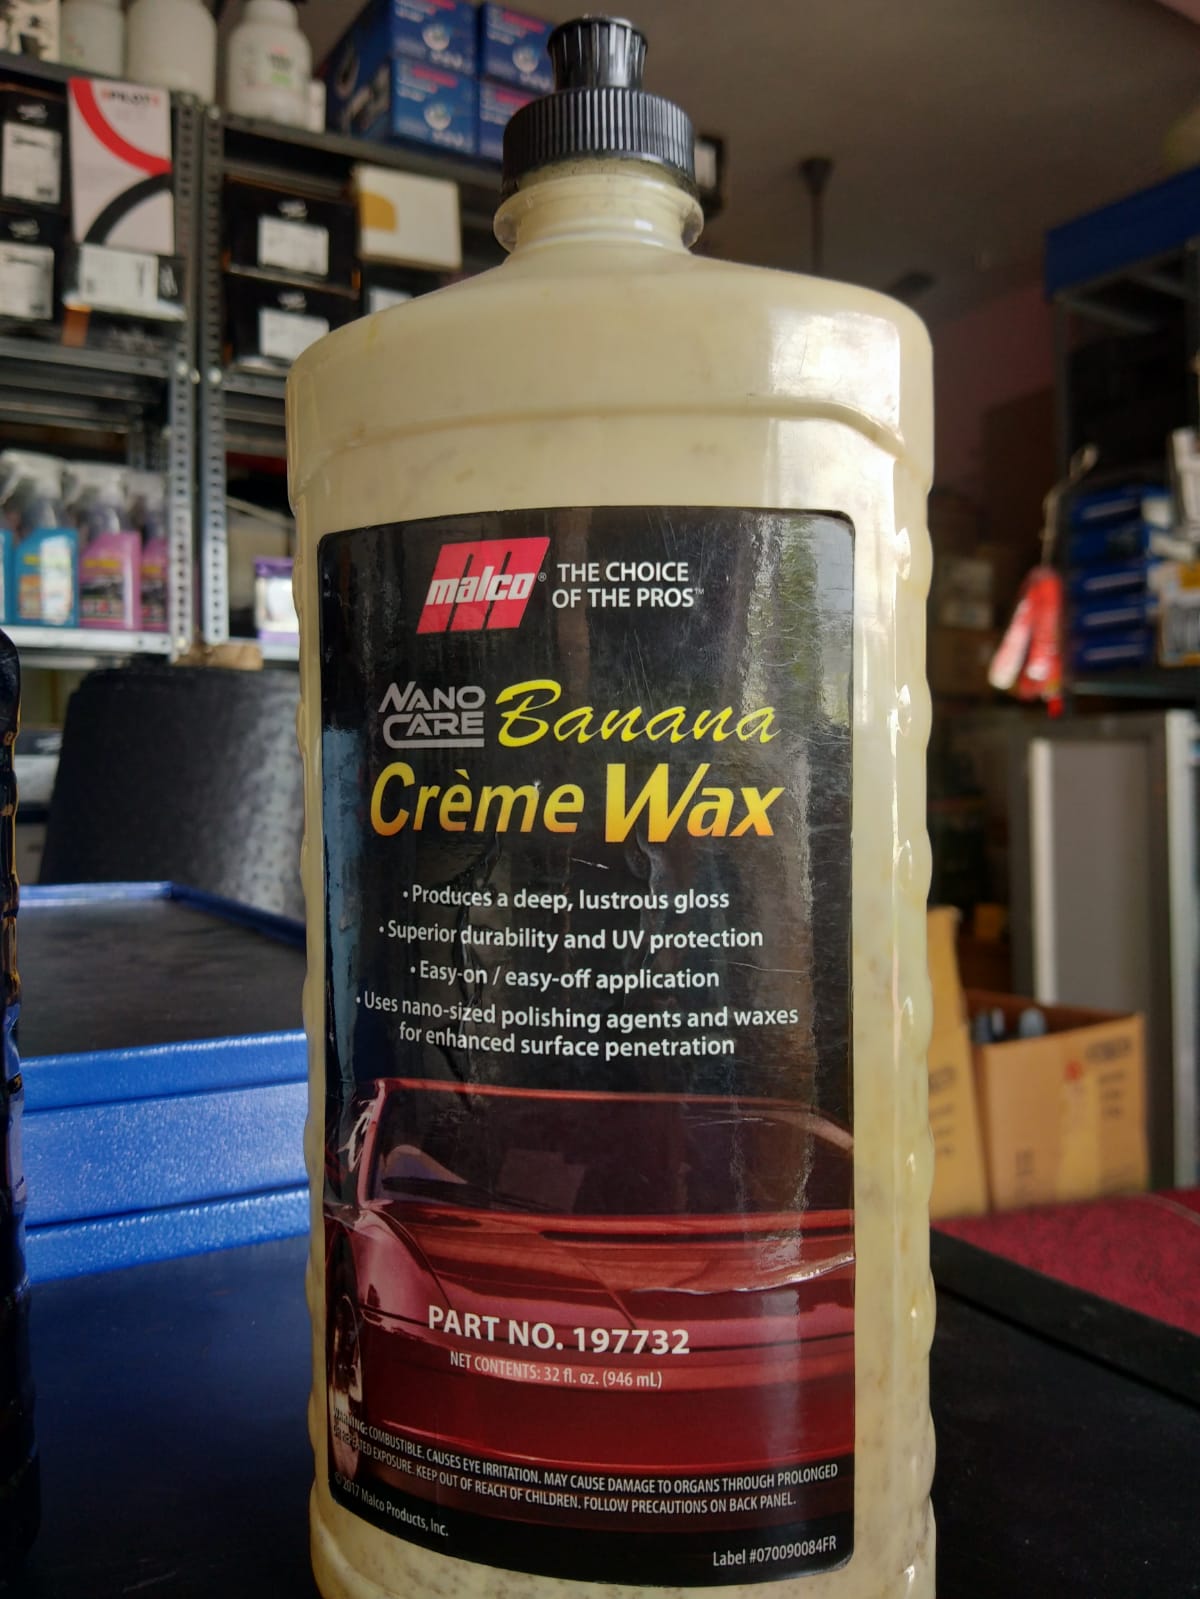 malco® THE CHOICE
OF THE PROS™
NANO
CARE Banana
Crème Wax
• Produces a deep, lustrous gloss
• Superior durability and UV protection
• Easy-on / easy-off application
• Uses nano-sized polishing agents and waxes
for enhanced surface penetration
PART NO. 197732
NET CONTENTS: 32 fl. oz. (946 mL)
WARNING: COMBUSTIBLE. CAUSES EYE IRRITATION. MAY CAUSE DAMAGE TO ORGANS THROUGH PROLONGED
OR REPEATED EXPOSURE. KEEP OUT OF REACH OF CHILDREN. FOLLOW PRECAUTIONS ON BACK PANEL.
© 2017 Malco Products, Inc.
Label #070090084FR